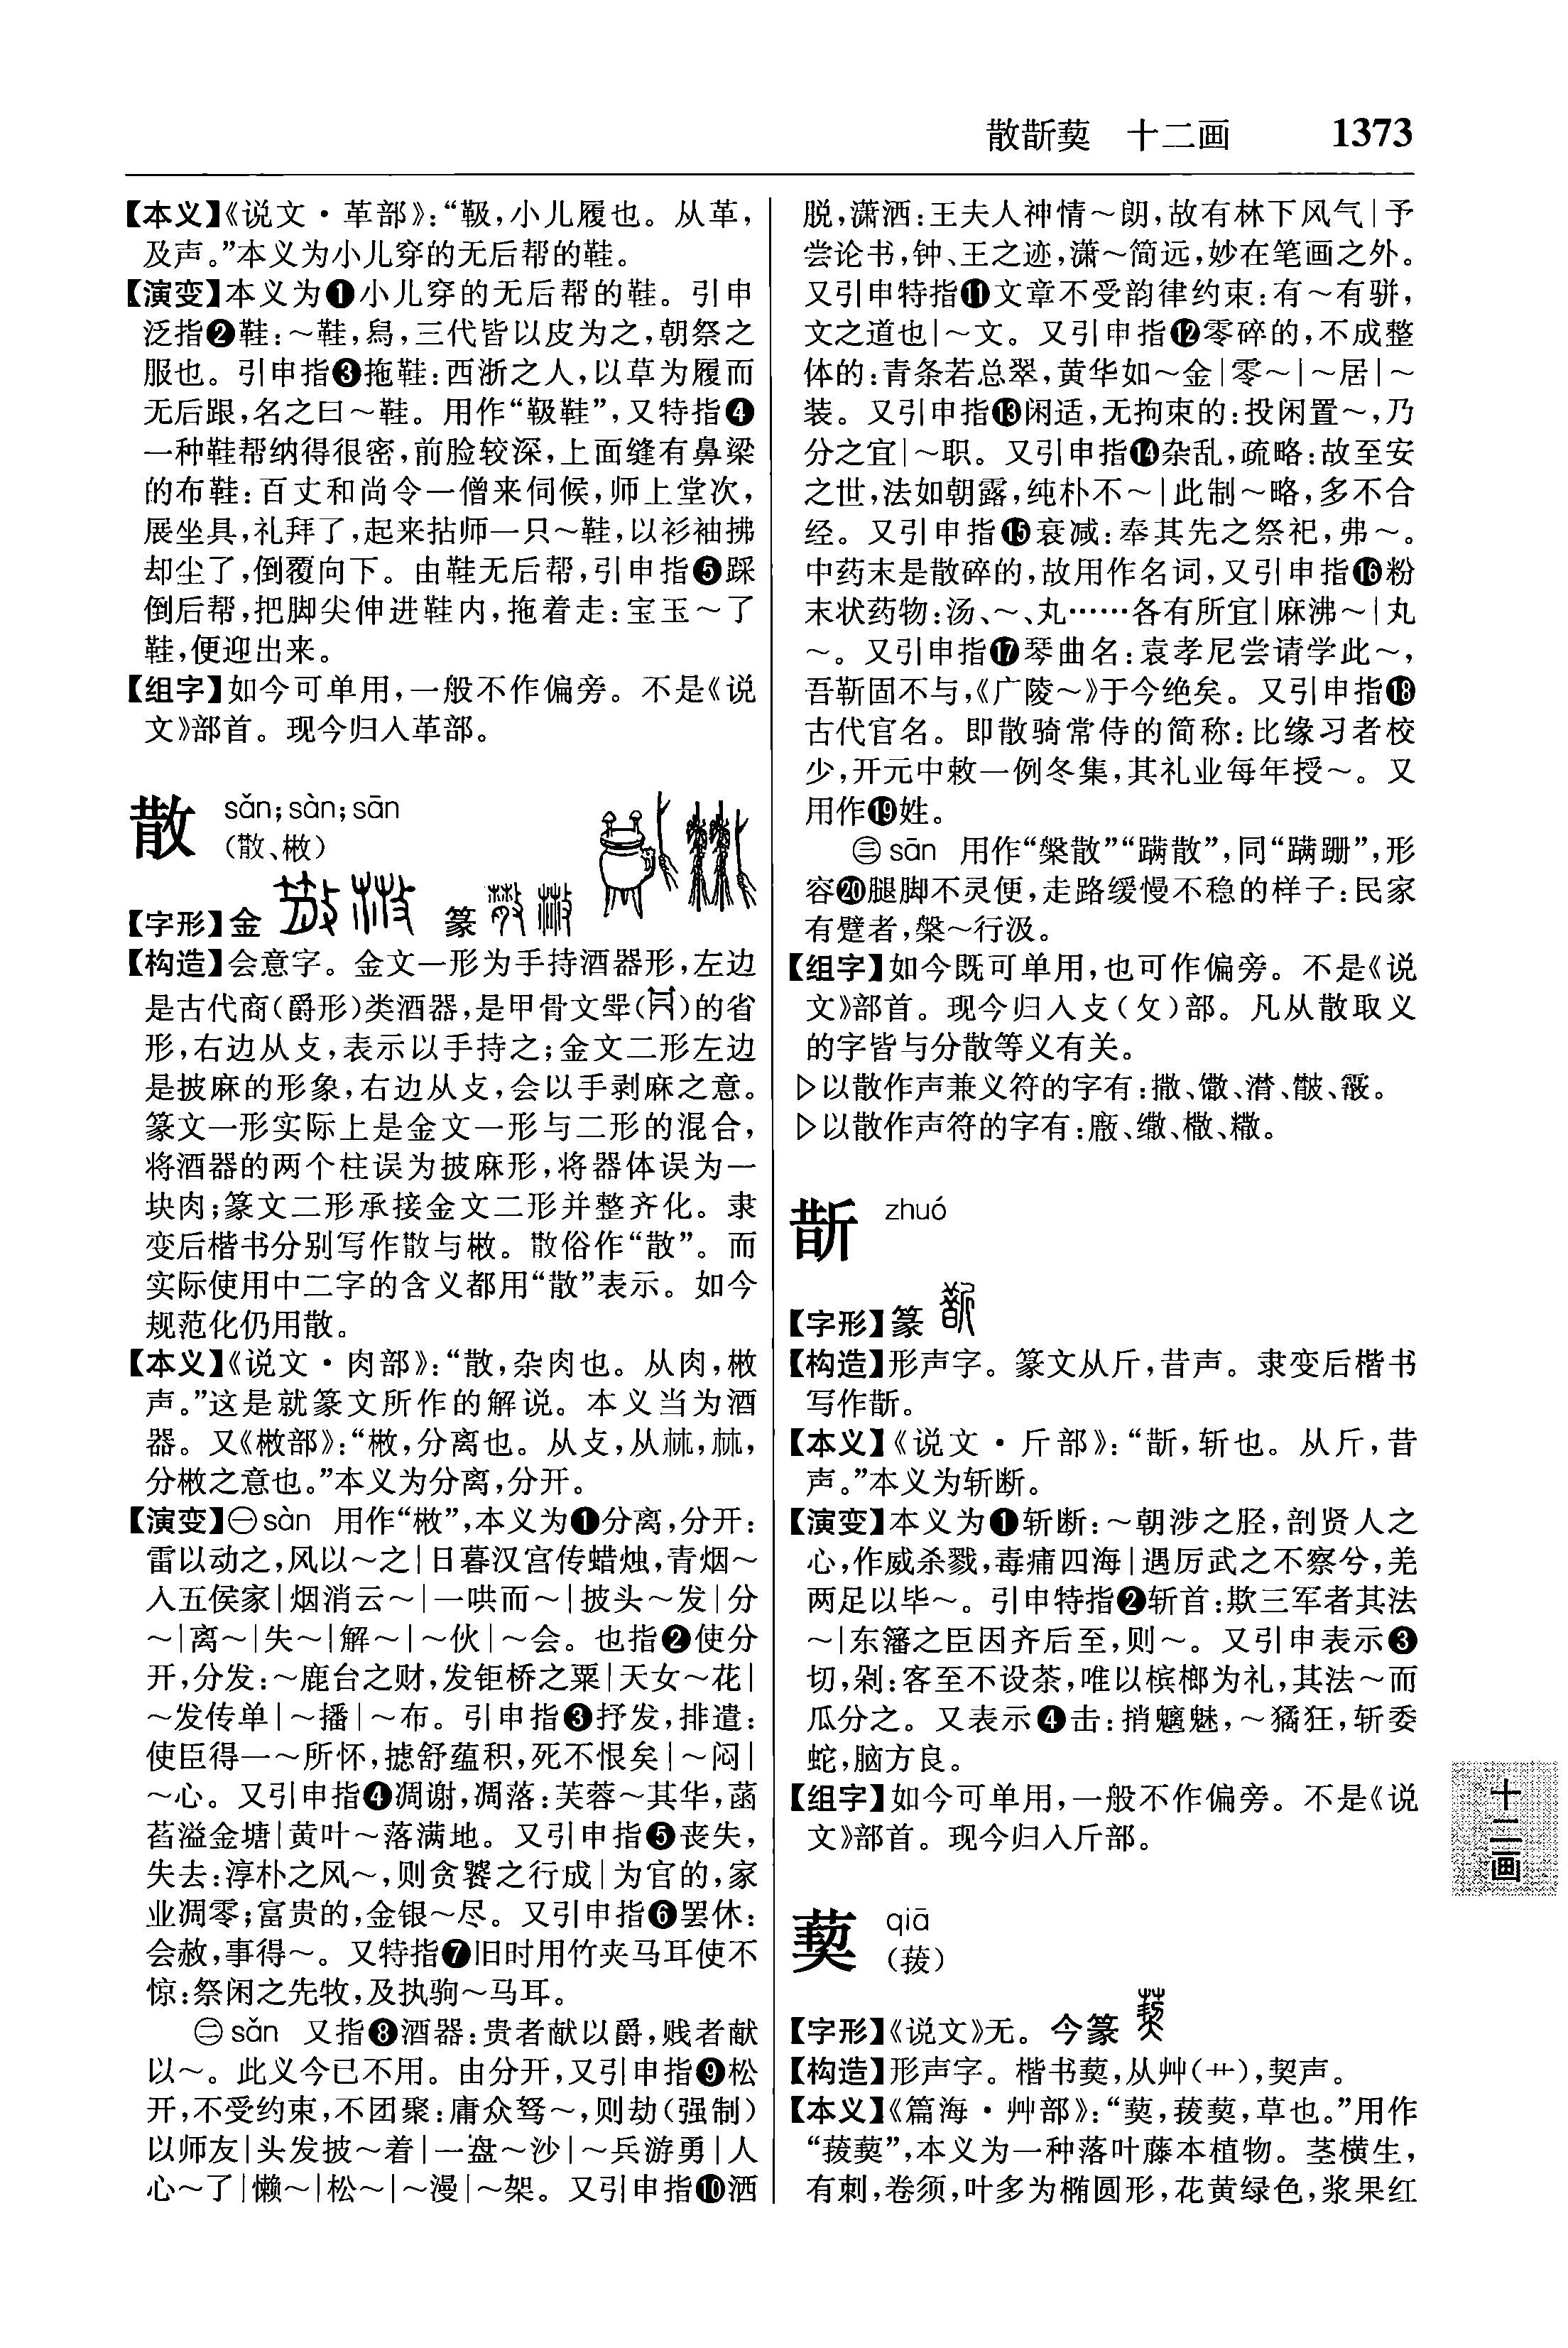 散斮葜　十二画　1373
【本义】《说文·革部》：“靸，小儿履也。从革，
及声。”本义为小儿穿的无后帮的鞋。
【演变】本义为❶小儿穿的无后帮的鞋。引申
泛指❷鞋：～鞋，舄，三代皆以皮为之，朝祭之
服也。引申指❸拖鞋：西浙之人，以草为履而
无后跟，名之曰～鞋。用作“靸鞋”，又特指❹
一种鞋帮纳得很密，前脸较深，上面缝有鼻梁
的布鞋：百丈和尚令一僧来伺候，师上堂次，
展坐具，礼拜了，起来拈师一只～鞋，以衫袖拂
却尘了，倒覆向下。由鞋无后帮，引申指❺踩
倒后帮，把脚尖伸进鞋内，拖着走：宝玉～了
鞋，便迎出来。
【组字】如今可单用，一般不作偏旁。不是《说
文》部首。现今归入革部。
散 sǎn；sàn；sān
（㪔、㪚）
【字形】金 篆
【构造】会意字。金文一形为手持酒器形，左边
是古代商（爵形）类酒器，是甲骨文斝（）的省
形，右边从攴，表示以手持之；金文二形左边
是披麻的形象，右边从攴，会以手剥麻之意。
篆文一形实际上是金文一形与二形的混合，
将酒器的两个柱误为披麻形，将器体误为一
块肉；篆文二形承接金文二形并整齐化。隶
变后楷书分别写作㪚与㪔。㪚俗作“散”。而
实际使用中二字的含义都用“散”表示。如今
规范化仍用散。
【本义】《说文·肉部》：“散，杂肉也。从肉，㪔
声。”这是就篆文所作的解说。本义当为酒
器。又《㪔部》：“㪔，分离也。从攴，从𣏟，𣏟，
分㪔之意也。”本义为分离，分开。
【演变】㊀sàn 用作“㪔”，本义为❶分离，分开：
雷以动之，风以～之|日暮汉宫传蜡烛，青烟～
入五侯家|烟消云～|一哄而～|披头～发|分
～|离～|失～|解～|～伙|～会。也指❷使分
开，分发：～鹿台之财，发钜桥之粟|天女～花|
～发传单|～播|～布。引申指❸抒发，排遣：
使臣得一～所怀，摅舒蕴积，死不恨矣|～闷|
～心。又引申指❹凋谢，凋落：芙蓉～其华，菡
萏溢金塘|黄叶～落满地。又引申指❺丧失，
失去：淳朴之风～，则贪饕之行成|为官的，家
业凋零；富贵的，金银～尽。又引申指❻罢休：
会赦，事得～。又特指❼旧时用竹夹马耳使不
惊：祭闲之先牧，及执驹～马耳。
㊁sǎn 又指❽酒器：贵者献以爵，贱者献
以～。此义今已不用。由分开，又引申指❾松
开，不受约束，不团聚：庸众驽～，则劫（强制）
以师友|头发披～着|一盘～沙|～兵游勇|人
心～了|懒～|松～|～漫|～架。又引申指❿洒
脱，潇洒：王夫人神情～朗，故有林下风气|予
尝论书，钟、王之迹，潇～简远，妙在笔画之外。
又引申特指⓫文章不受韵律约束：有～有骈，
文之道也|～文。又引申指⓬零碎的，不成整
体的：青条若总翠，黄华如～金|零～|～居|～
装。又引申指⓭闲适，无拘束的：投闲置～，乃
分之宜|～职。又引申指⓮杂乱，疏略：故至安
之世，法如朝露，纯朴不～|此制～略，多不合
经。又引申指⓯衰减：奉其先之祭祀，弗～。
中药末是散碎的，故用作名词，又引申指⓰粉
末状药物：汤、～、丸……各有所宜|麻沸～|丸
～。又引申指⓱琴曲名：袁孝尼尝请学此～，
吾靳固不与，《广陵～》于今绝矣。又引申指⓲
古代官名。即散骑常侍的简称：比缘习者校
少，开元中敕一例冬集，其礼业每年授～。又
用作⓳姓。
㊂sān 用作“槃散”“蹒散”，同“蹒跚”，形
容⓴腿脚不灵便，走路缓慢不稳的样子：民家
有躄者，槃～行汲。
【组字】如今既可单用，也可作偏旁。不是《说
文》部首。现今归入攴（攵）部。凡从散取义
的字皆与分散等义有关。
▷以散作声兼义符的字有：撒、馓、潸、㪚、霰。
▷以散作声符的字有：廒、缴、橵、糤。
斮 zhuó
【字形】篆
【构造】形声字。篆文从斤，昔声。隶变后楷书
写作斮。
【本义】《说文·斤部》：“斮，斩也。从斤，昔
声。”本义为斩断。
【演变】本义为❶斩断：～朝涉之胫，剖贤人之
心，作威杀戮，毒痡四海|遇厉武之不察兮，羌
两足以毕～。引申特指❷斩首：欺三军者其法
～|东籓之臣因齐后至，则～。又引申表示❸
切，剁：客至不设茶，唯以槟榔为礼，其法～而
瓜分之。又表示❹击：捎魑魅，～獝狂，斩委
蛇，脑方良。
【组字】如今可单用，一般不作偏旁。不是《说
文》部首。现今归入斤部。
葜 qiā
（菝）
【字形】《说文》无。今篆
【构造】形声字。楷书葜，从艸（艹），契声。
【本义】《篇海·艸部》：“葜，菝葜，草也。”用作
“菝葜”，本义为一种落叶藤本植物。茎横生，
有刺，卷须，叶多为椭圆形，花黄绿色，浆果红
十二画